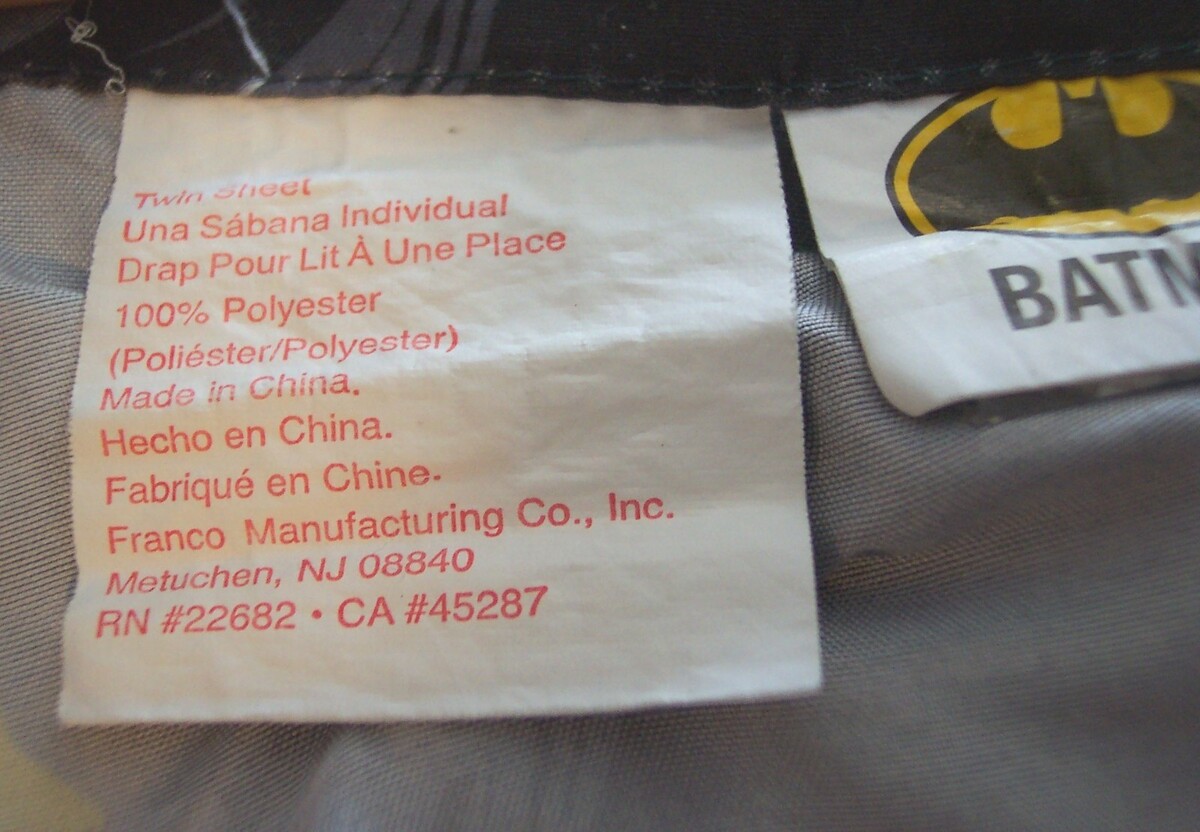 Twin Sheet
Una Sábana Individual
Drap Pour Lit À Une Place
100% Polyester
(Poliéster/Polyester)
Made in China.
Hecho en China.
Fabriqué en Chine.
Franco Manufacturing Co., Inc.
Metuchen, NJ 08840
RN #22682 • CA #45287
BATM